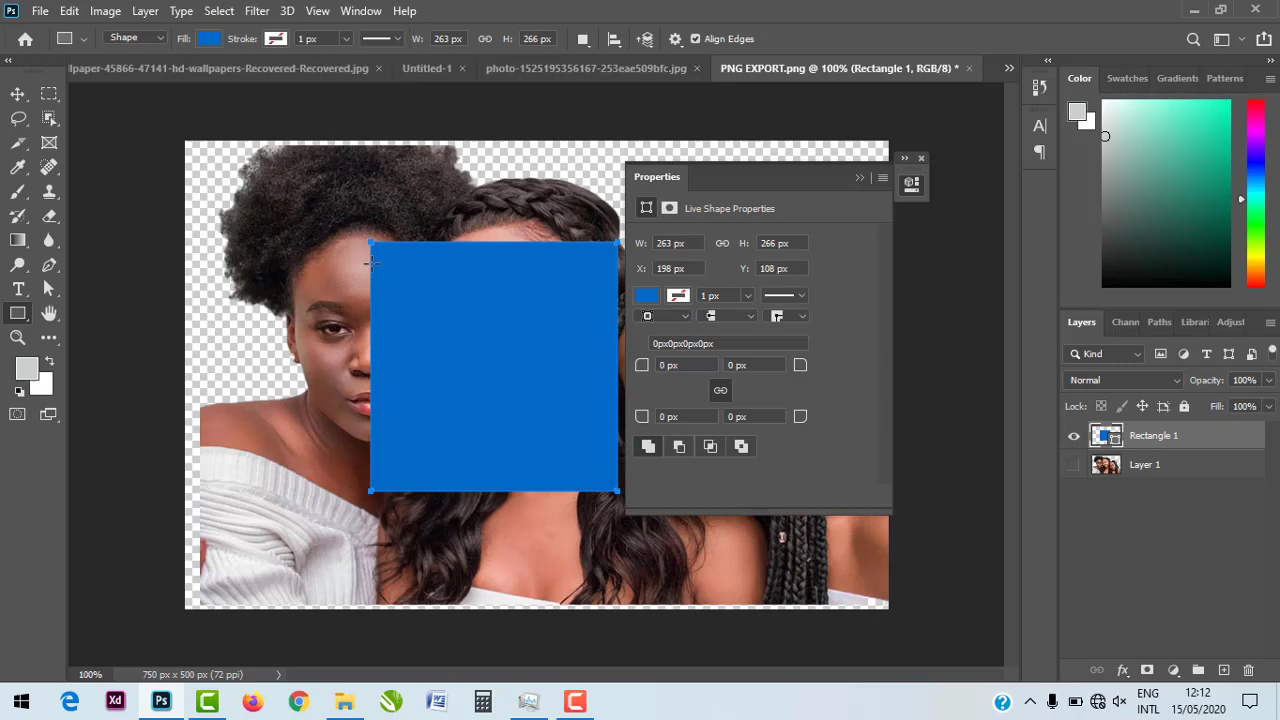 Ps File Edit Image Layer Type Select Filter 3D View Window Help
Shape Fill: Stroke: 1 px W: 263 px H: 266 px Align Edges
llpaper-45866-47141-hd-wallpapers-Recovered-Recovered.jpg × Untitled-1 × photo-1525195356167-253eae509bfc.jpg × PNG EXPORT.png @ 100% (Rectangle 1, RGB/8) * ×
Color Swatches Gradients Patterns
Properties
Live Shape Properties
W: 263 px H: 266 px
X: 198 px Y: 108 px
1 px
0px0px0px0px
0 px 0 px
0 px 0 px
Layers Chann Paths Librari Adjust
Kind
Normal Opacity: 100%
Lock: Fill: 100%
Rectangle 1
Layer 1
100% 750 px x 500 px (72 ppi)
Xd Ps
ENG 12:12
INTL 15/05/2020